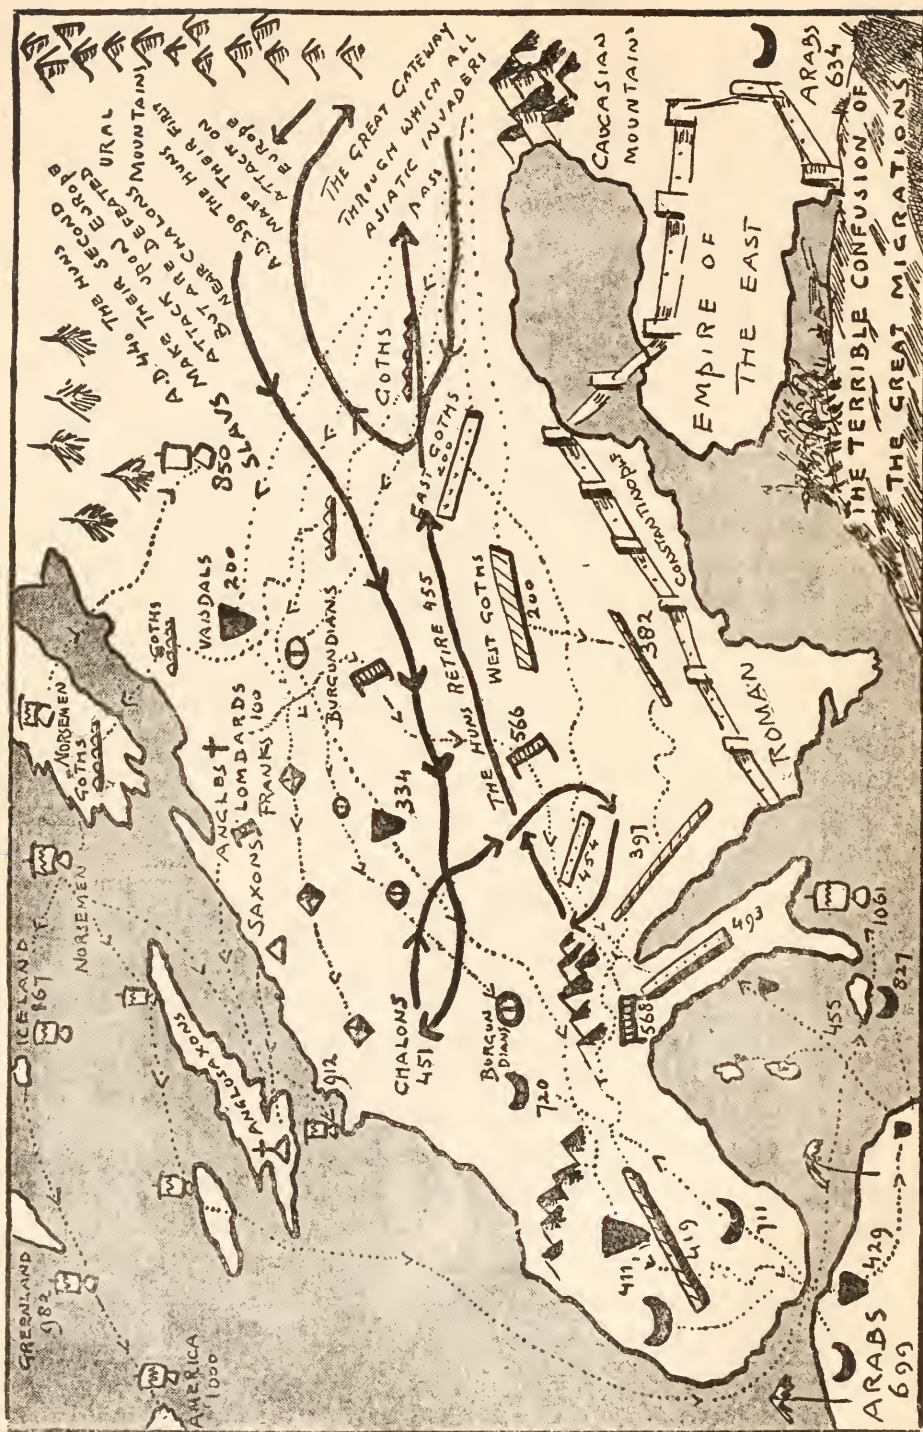 GREENLAND
982
AMERICA
1000
ICELAND
867
NORSEMEN
NORSEMEN
GOTHS
ANGLO SAXONS
912
GOTHS
VANDALS
200
850
SLAVS
URAL
MOUNTAINS
A.D 440 THE HUNS
MAKE THEIR SECOND
ATTACK UPON EUROPE
BUT ARE DEFEATED
NEAR CHALONS
A.D 390 THE HUNS FIRST
MAKE THEIR
ATTACK ON
EUROPE
THE GREAT GATEWAY
THROUGH WHICH ALL
ASIATIC INVADERS
PASS
ANGLES
LOMBARDS
SAXONS
FRANKS 100
BURGUNDIANS
334
CHALONS
451
THE HUNS RETIRE 455
GOTHS
EAST GOTHS
200
WEST GOTHS
200
BURGUN
DIANS
720
566
454
382
397
CONSTANTINOPLE
ROMAN
EMPIRE OF
THE EAST
CAUCASIAN
MOUNTAINS
ARABS
634
411
419
711
568
493
1061
455
827
ARABS
699
429
THE TERRIBLE CONFUSION OF
THE GREAT MIGRATIONS